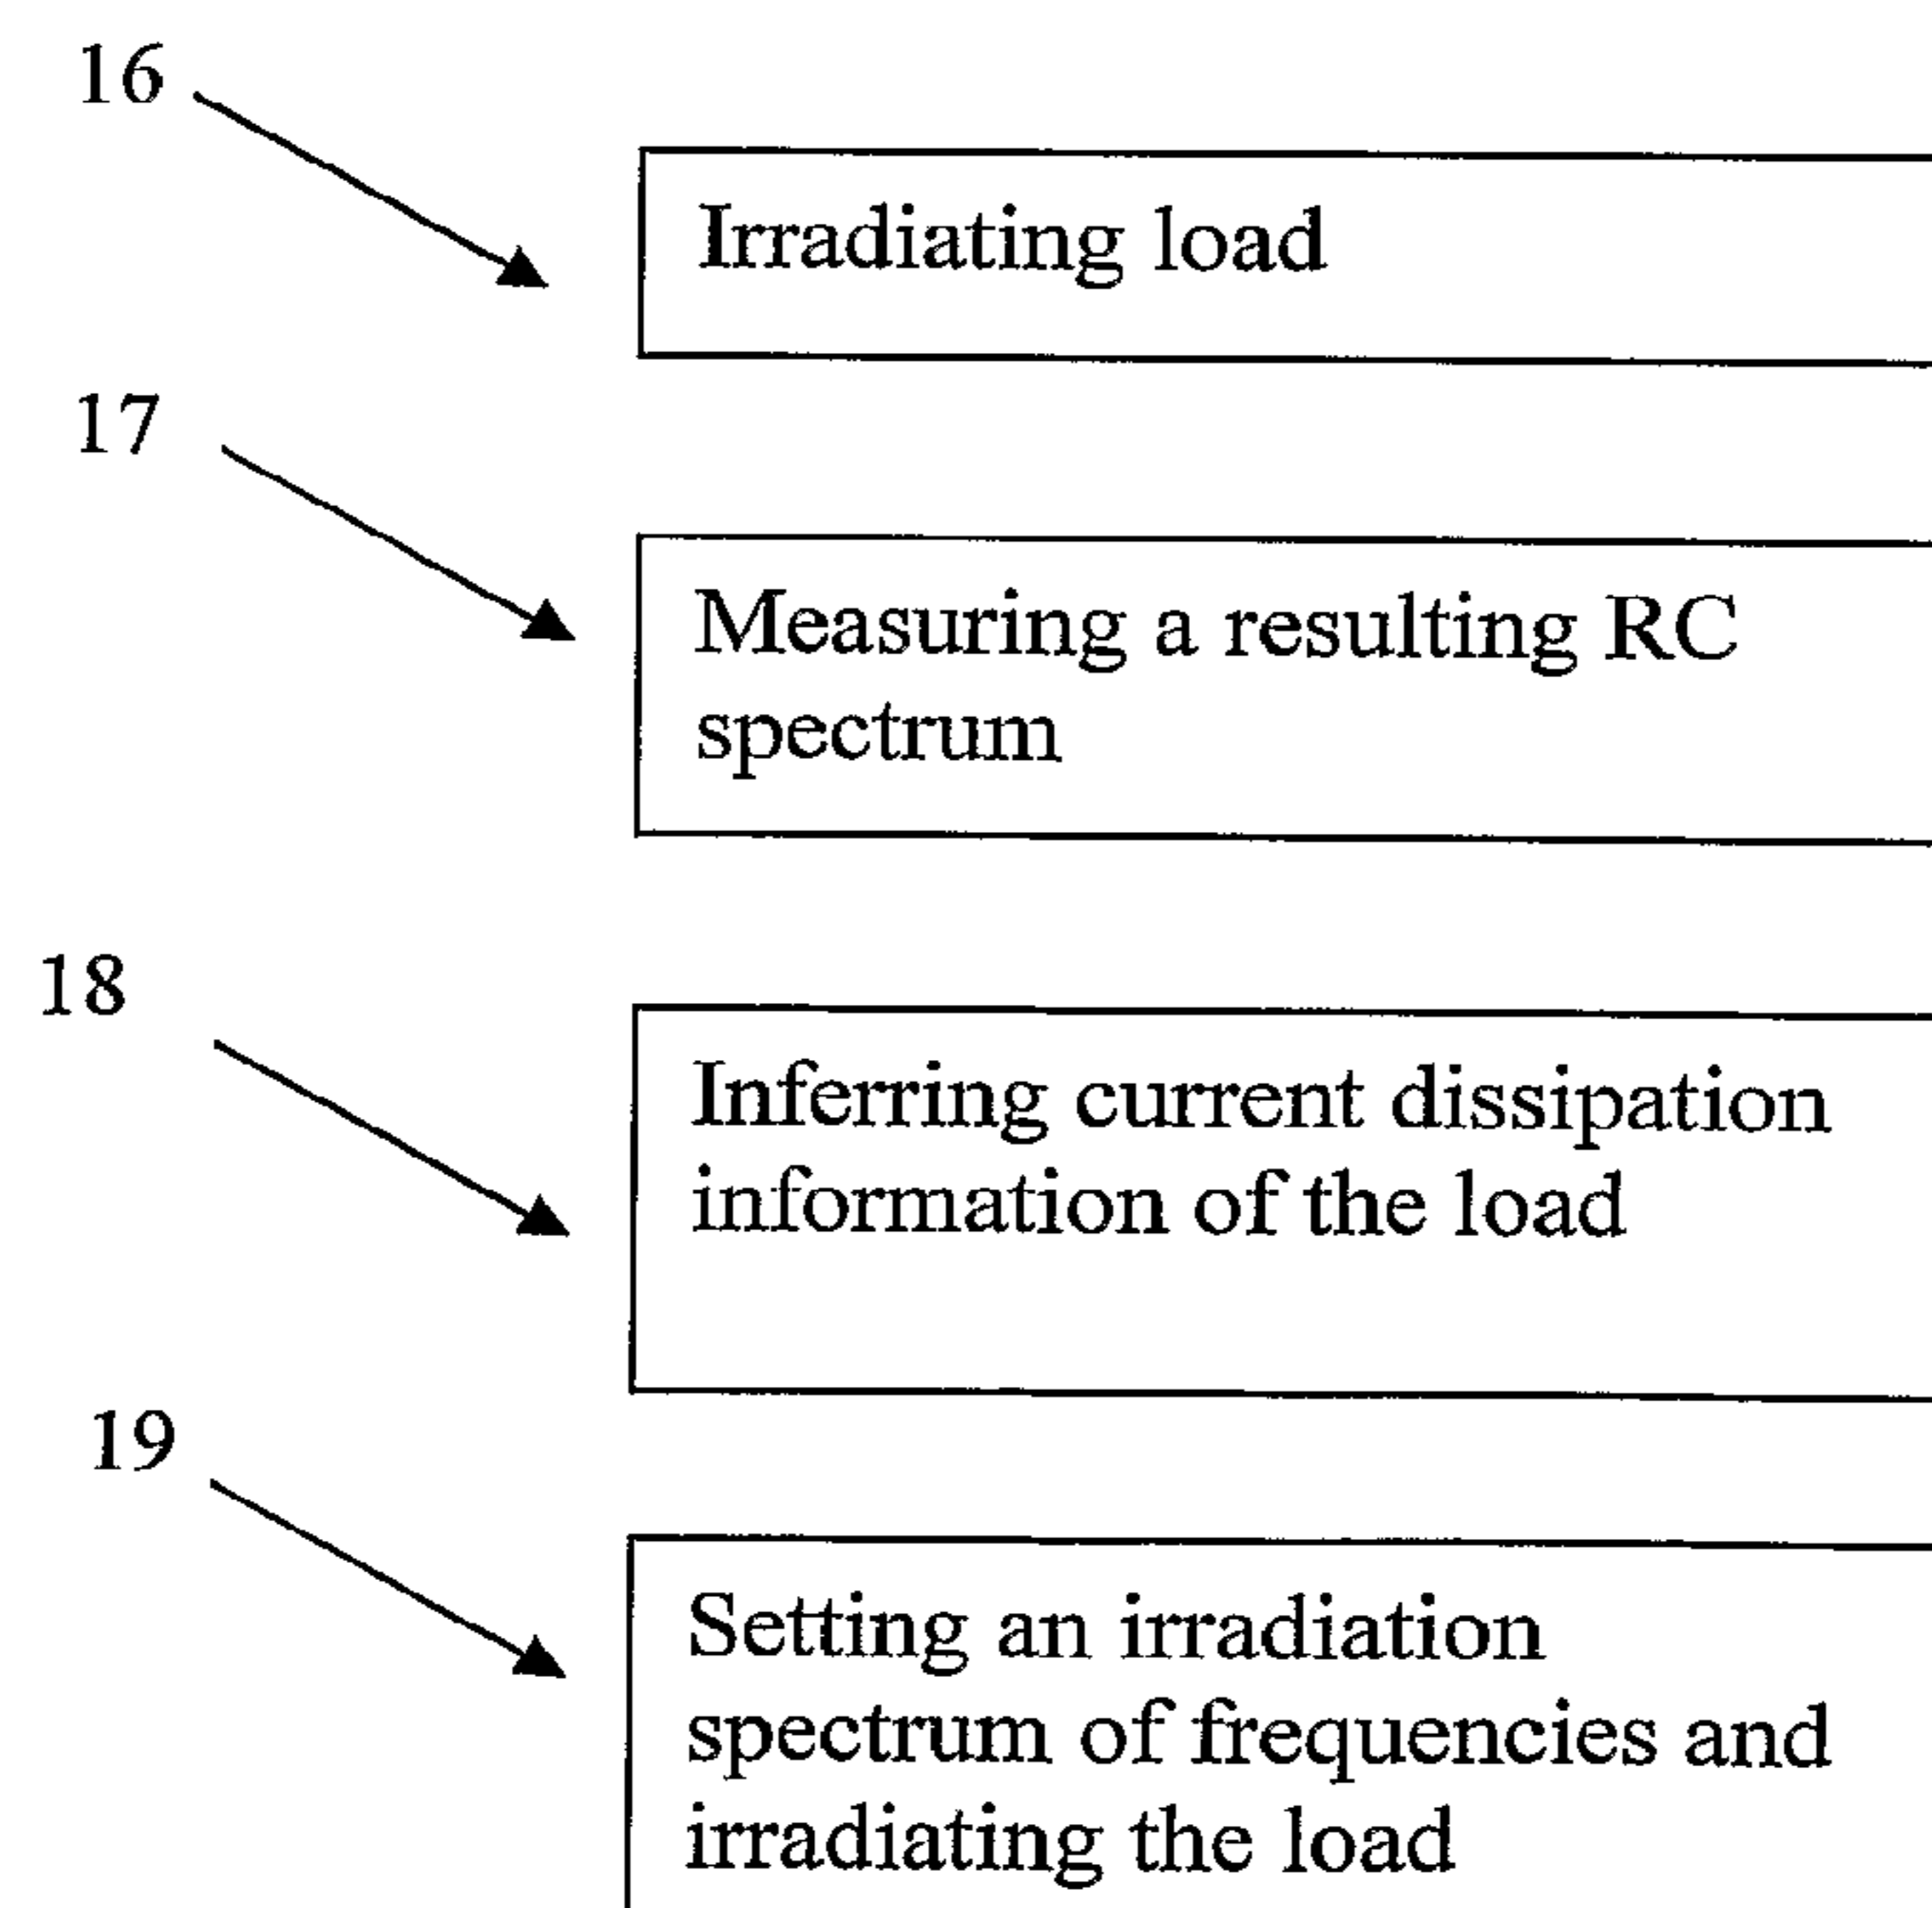 16
Irradiating load
17
Measuring a resulting RC
spectrum
18
Inferring current dissipation
information of the load
19
Setting an irradiation
spectrum of frequencies and
irradiating the load